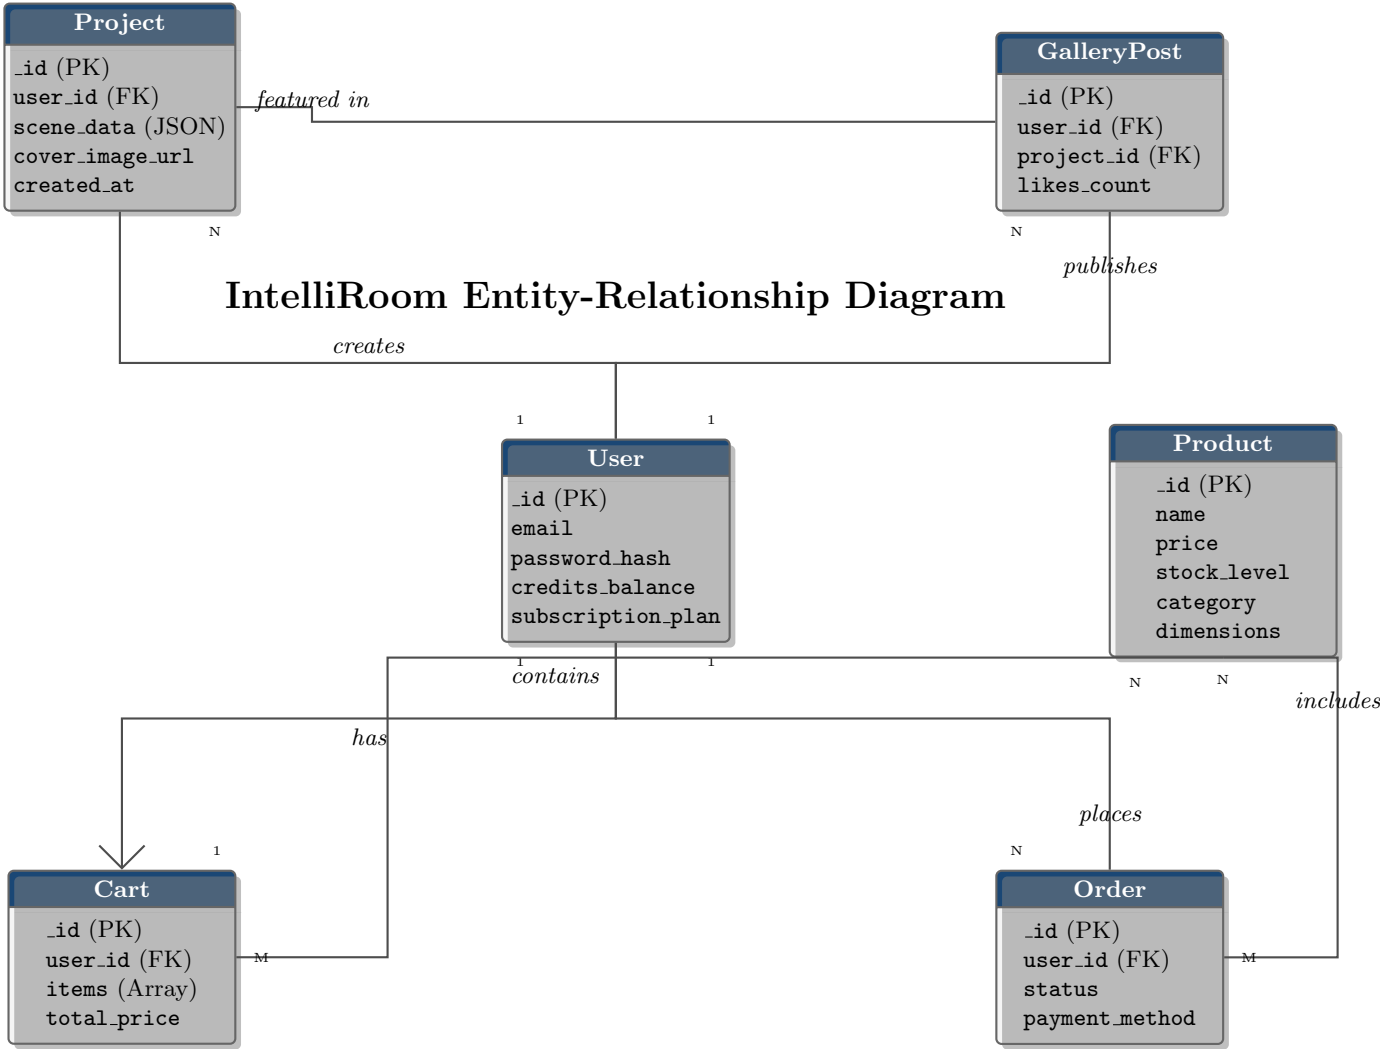 Project
_id (PK)
user_id (FK)
scene_data (JSON)
cover_image_url
created_at
featured in
GalleryPost
_id (PK)
user_id (FK)
project_id (FK)
likes_count
N
N
publishes
IntelliRoom Entity-Relationship Diagram
creates
1
1
User
_id (PK)
email
password_hash
credits_balance
subscription_plan
Product
_id (PK)
name
price
stock_level
category
dimensions
1
1
contains
N
N
includes
has
places
1
N
Cart
_id (PK)
user_id (FK)
items (Array)
total_price
M
Order
_id (PK)
user_id (FK)
status
payment_method
M